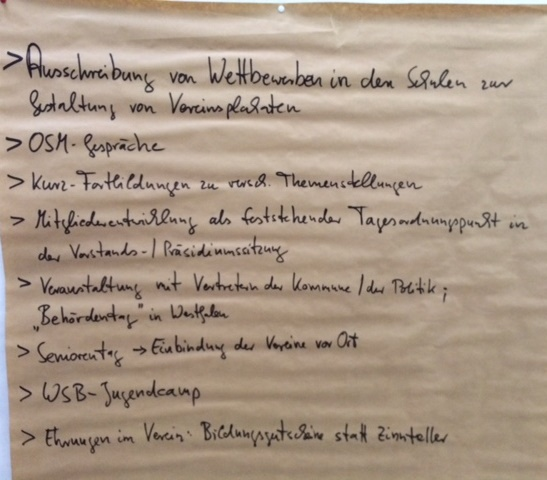 > Ausschreibung von Wettbewerben in den Schulen zur
Gestaltung von Vereinsplakaten
> OSM-Gespräche
> Kurz-Fortbildungen zu versch. Themenstellungen
> Mitgliederentwicklung als feststehender Tagesordnungspunkt in
der Vorstands-/Präsidiumssitzung
> Veranstaltung mit Vertretern der Kommune/der Politik;
„Behördentag" in Westfalen
> Seniorentag → Einbindung der Vereine vor Ort
> WSB-Jugendcamp
> Ehrungen im Verein: Bildungsgutscheine statt Zinnteller